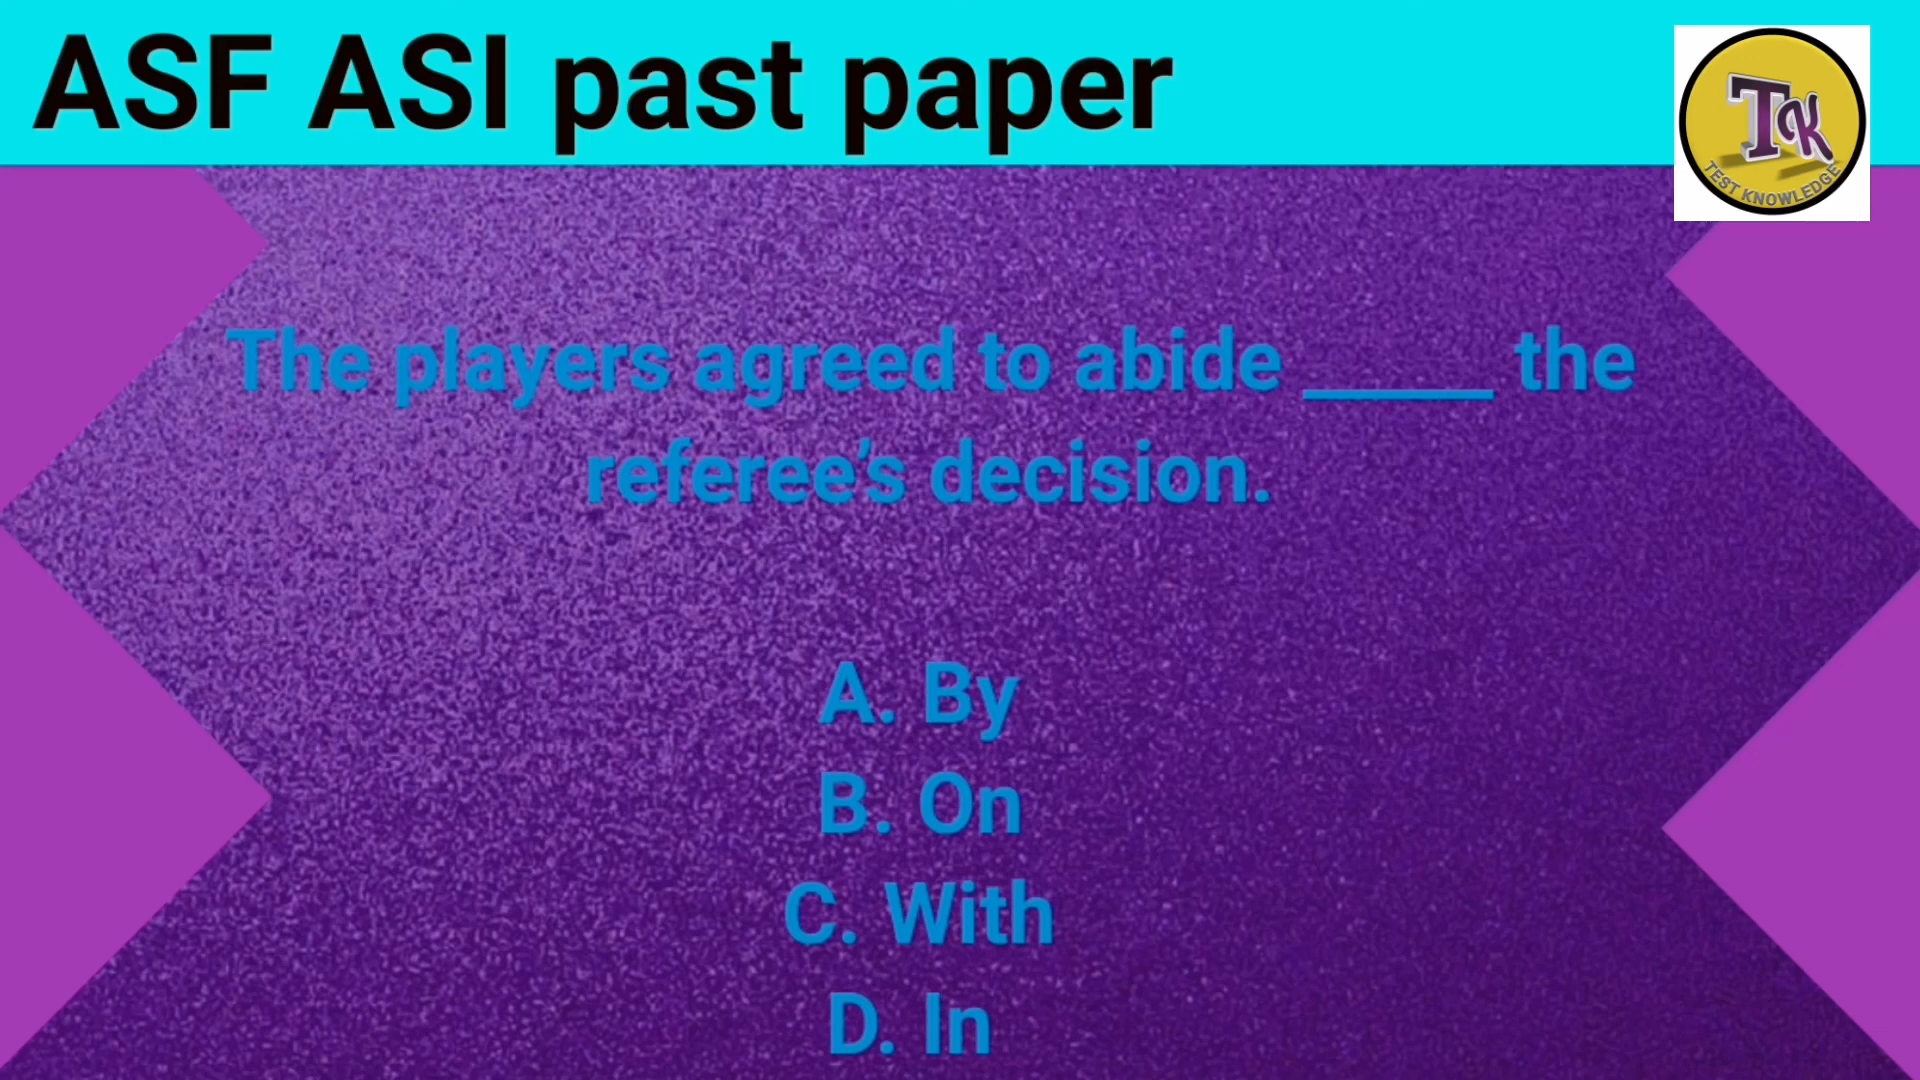 ASF ASI past paper
TK
TEST KNOWLEDGE
The players agreed to abide _____ the
referee's decision.
A. By
B. On
C. With
D. In